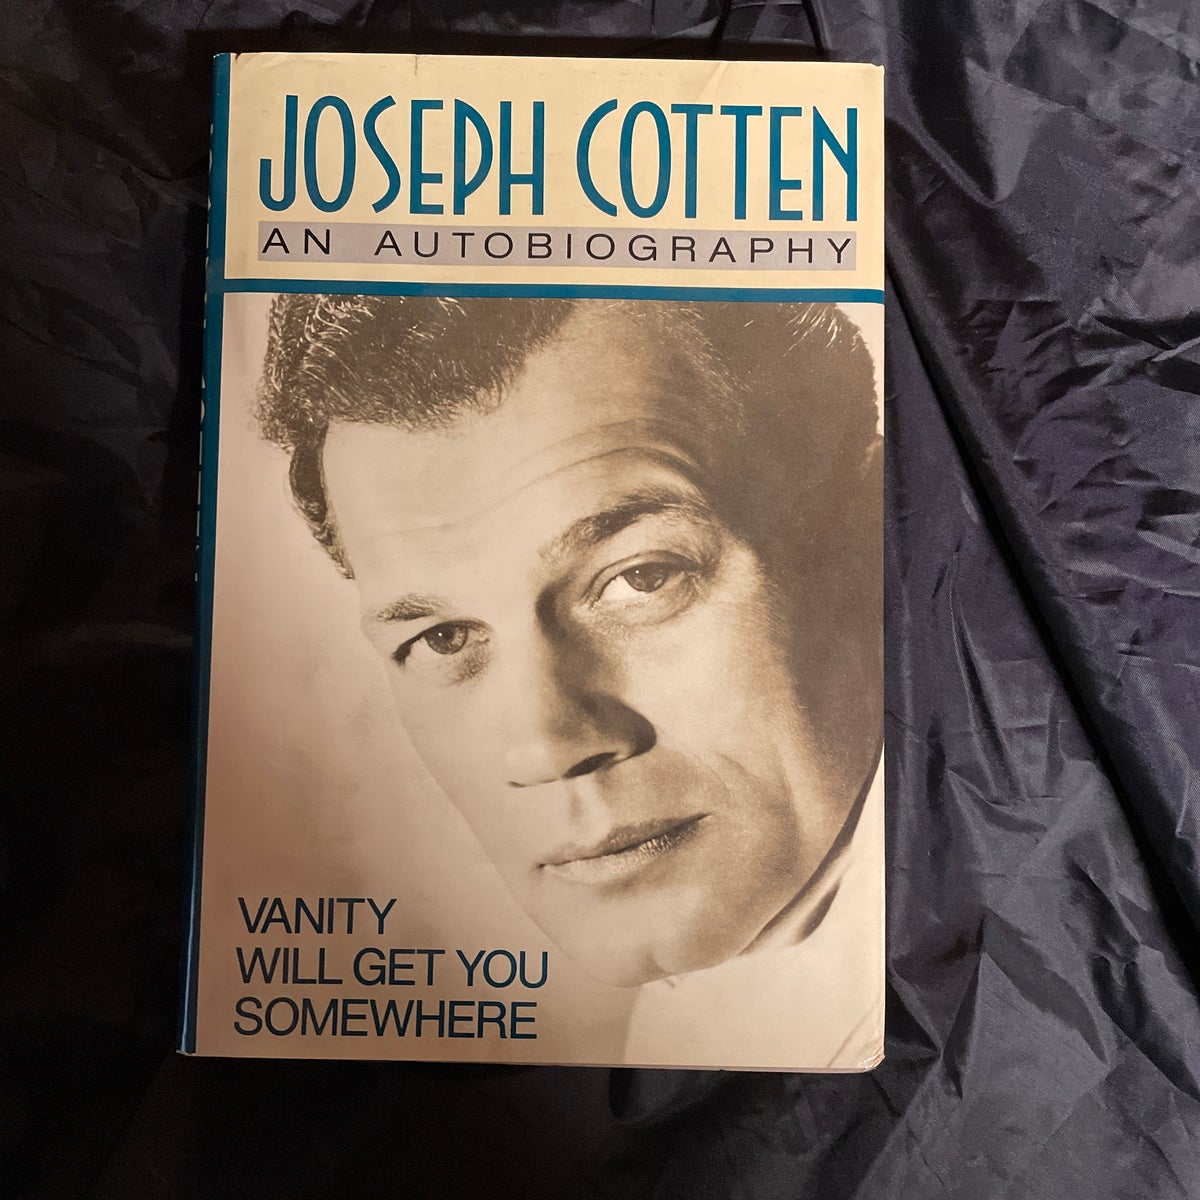 JOSEPH COTTEN
AN AUTOBIOGRAPHY
VANITY
WILL GET YOU
SOMEWHERE